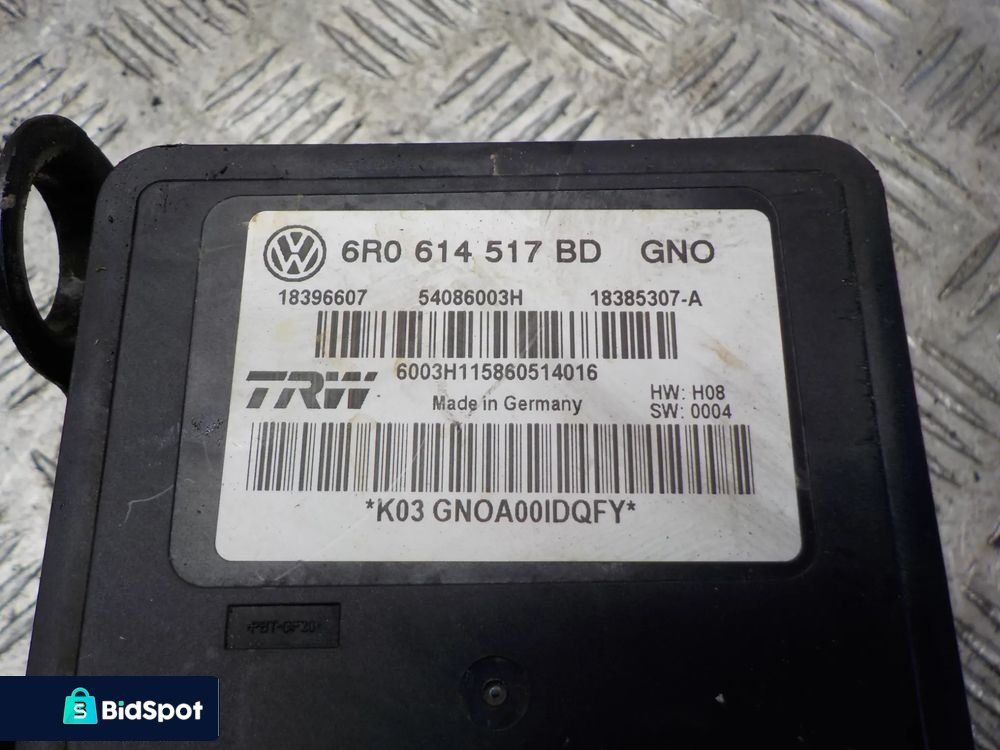 6R0 614 517 BD GNO
18396607 54086003H 18385307-A
6003H115860514016
TRW
Made in Germany
HW: H08
SW: 0004
*K03 GNOA00IDQFY*
BidSpot